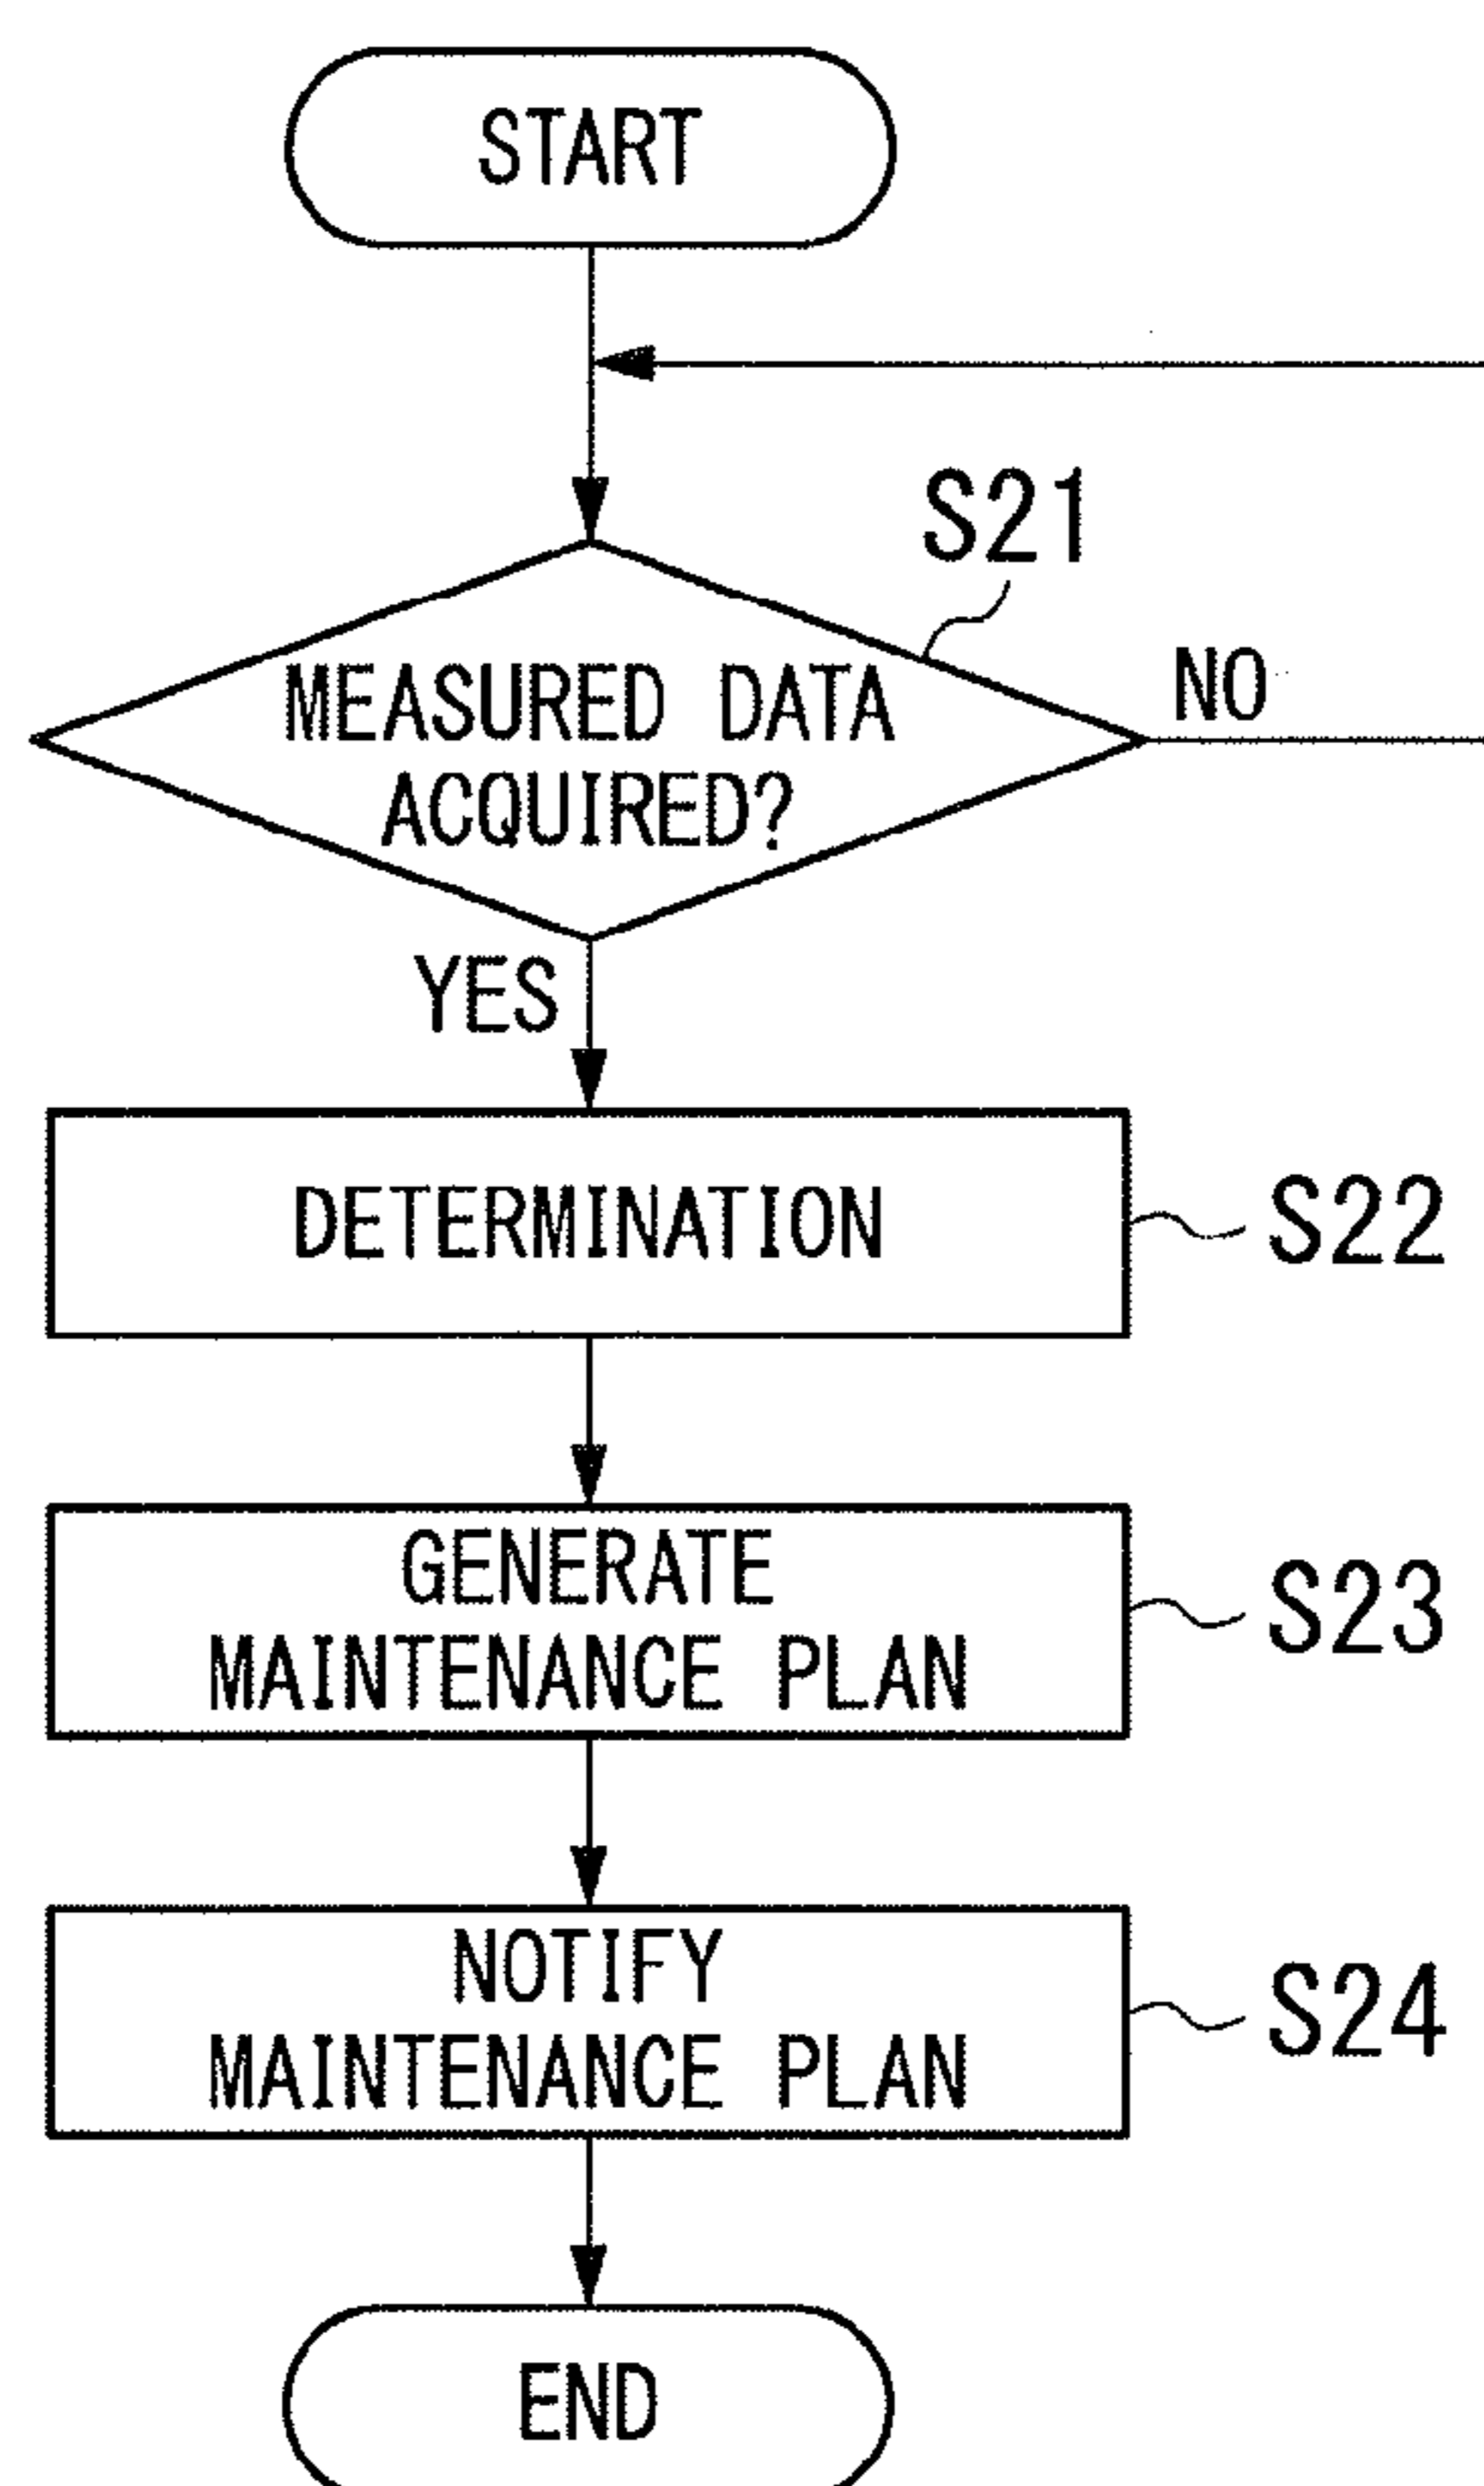 START
S21
MEASURED DATA
ACQUIRED?
NO
YES
DETERMINATION
S22
GENERATE
MAINTENANCE PLAN
S23
NOTIFY
MAINTENANCE PLAN
S24
END